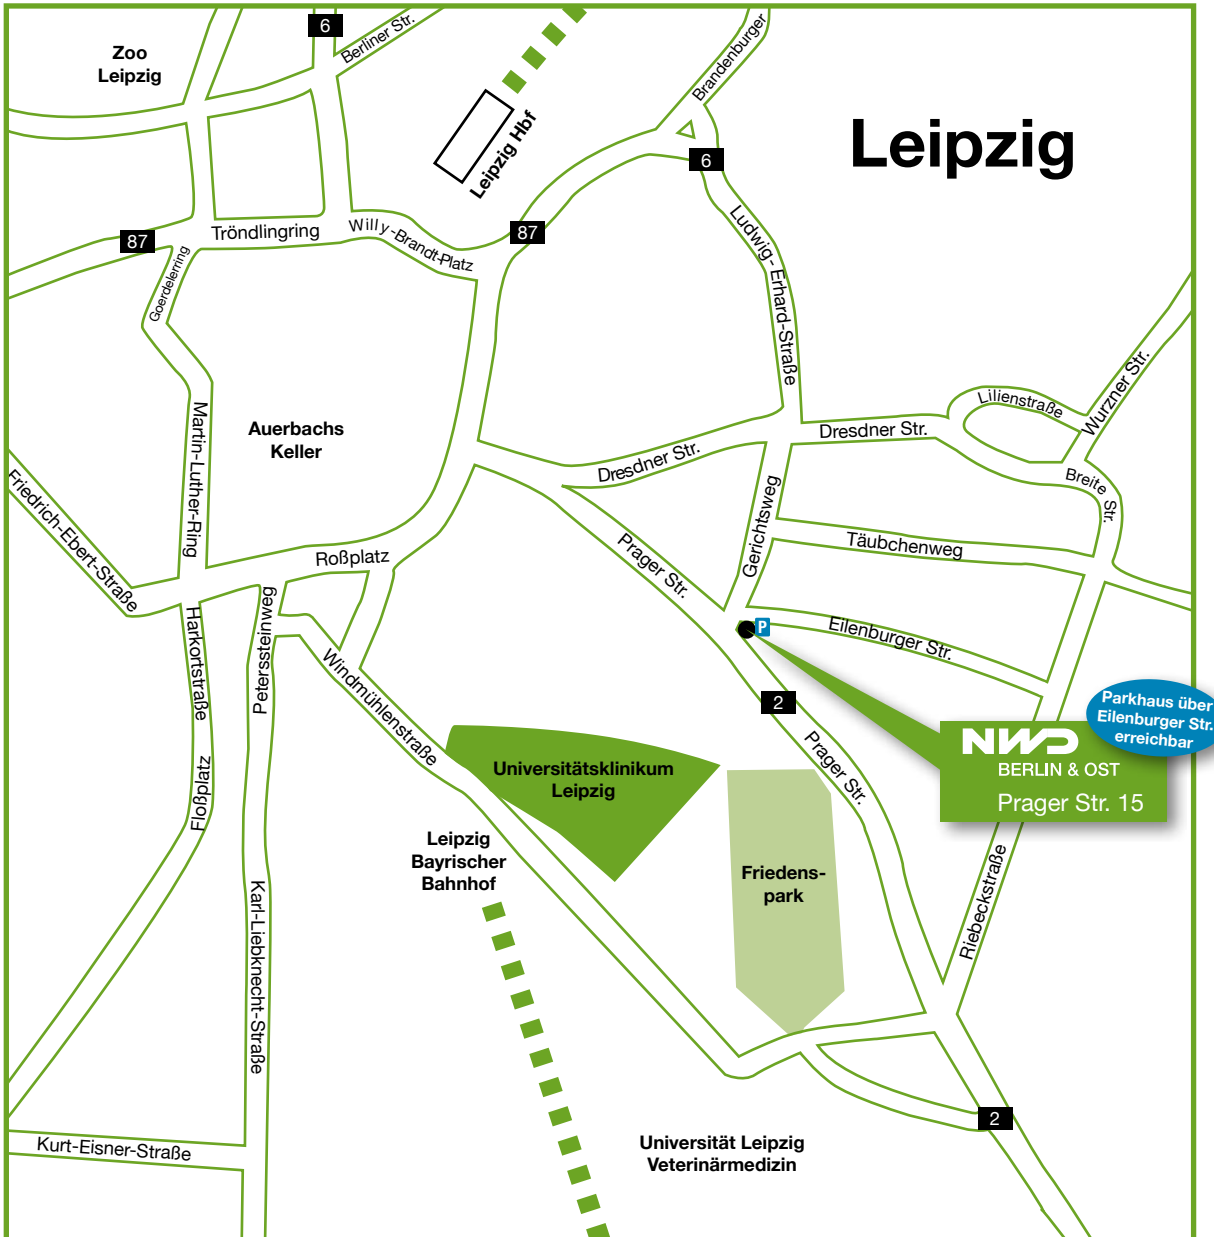 6
Berliner Str.
Zoo
Leipzig
Brandenburger
Leipzig Hbf
Leipzig
6
87
Tröndlingring
Willy-Brandt-Platz
87
Goerdelerring
Ludwig-Erhard-Straße
Lilienstraße
Wurzner Str.
Martin-Luther-Ring
Auerbachs
Keller
Dresdner Str.
Dresdner Str.
Breite Str.
Friedrich-Ebert-Straße
Gerichtsweg
Täubchenweg
Roßplatz
Prager Str.
Harkortstraße
Peterssteinweg
P
Eilenburger Str.
Windmühlenstraße
2
Parkhaus über
Eilenburger Str.
erreichbar
NWD
BERLIN & OST
Prager Str. 15
Prager Str.
Universitätsklinikum
Leipzig
Floßplatz
Leipzig
Bayrischer
Bahnhof
Friedens-
park
Riebeckstraße
Karl-Liebknecht-Straße
2
Kurt-Eisner-Straße
Universität Leipzig
Veterinärmedizin